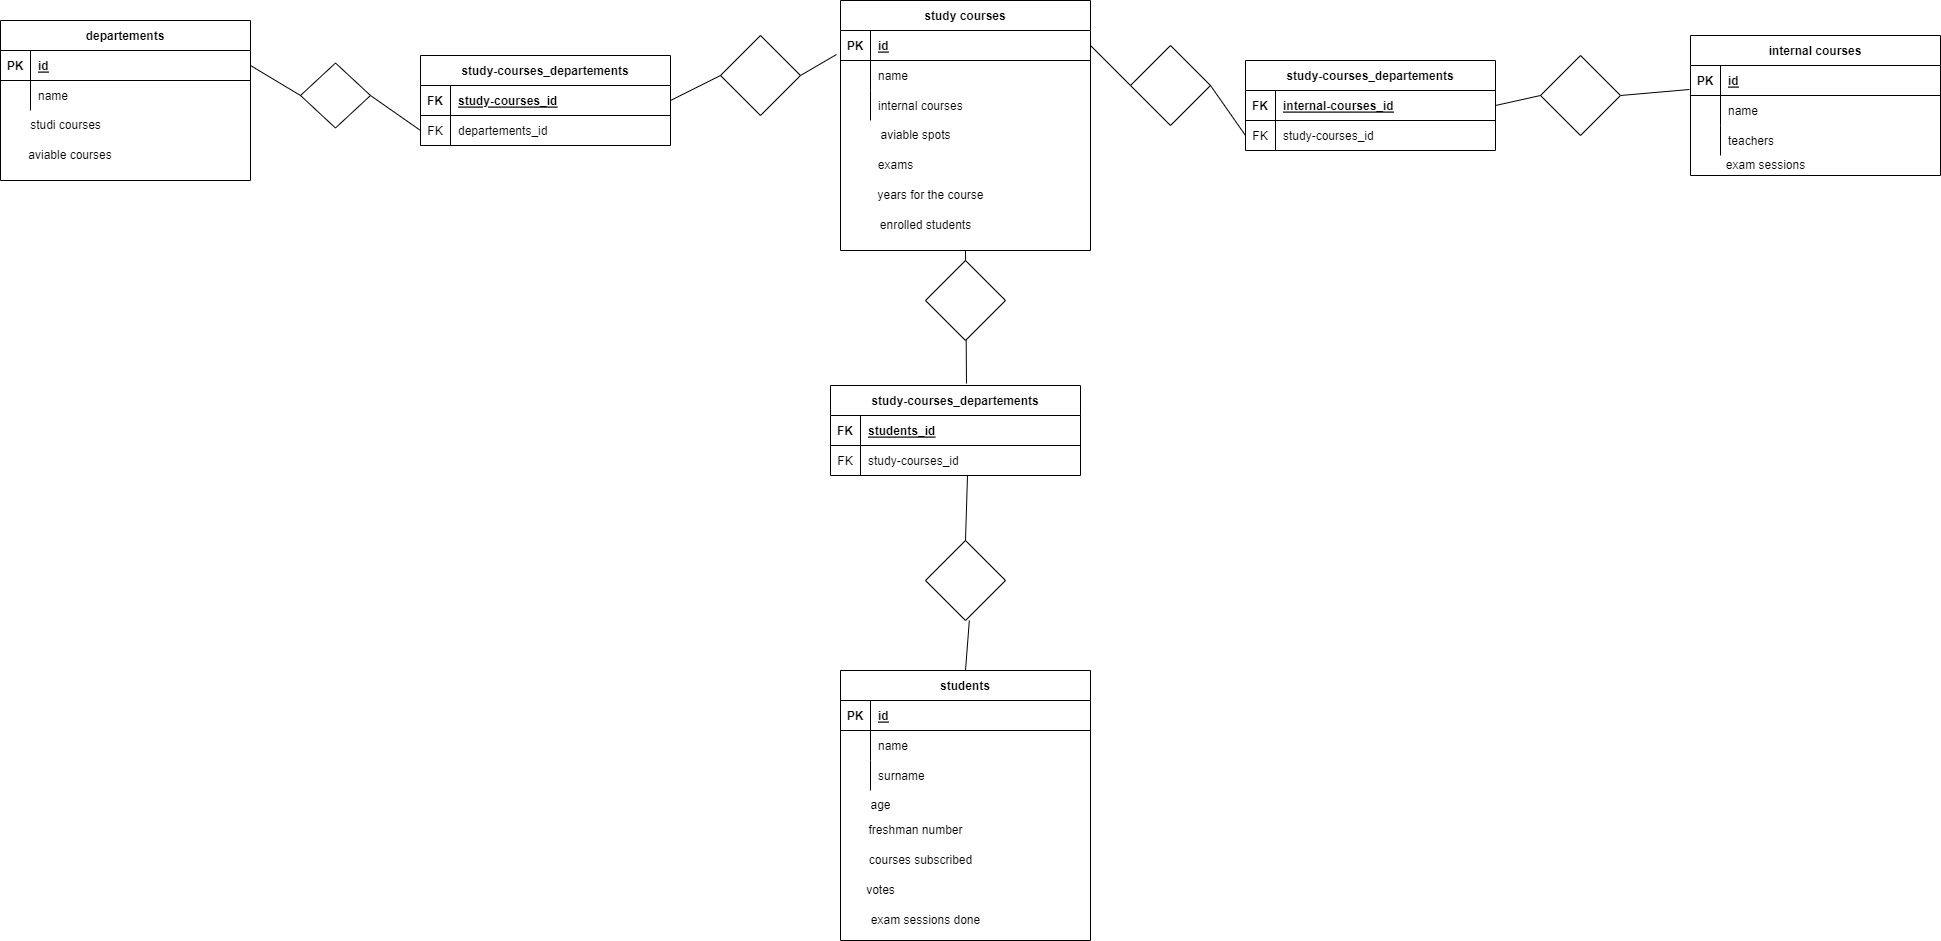 departements
PK id
name
studi courses
aviable courses
study-courses_departements
FK study-courses_id
FK departements_id
study courses
PK id
name
internal courses
aviable spots
exams
years for the course
enrolled students
study-courses_departements
FK internal-courses_id
FK study-courses_id
internal courses
PK id
name
teachers
exam sessions
study-courses_departements
FK students_id
FK study-courses_id
students
PK id
name
surname
age
freshman number
courses subscribed
votes
exam sessions done